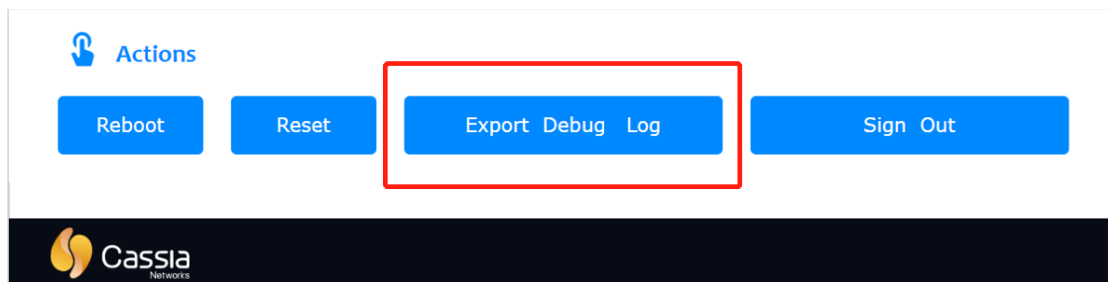 Actions
Reboot
Reset
Export Debug Log
Sign Out
Cassia
Networks